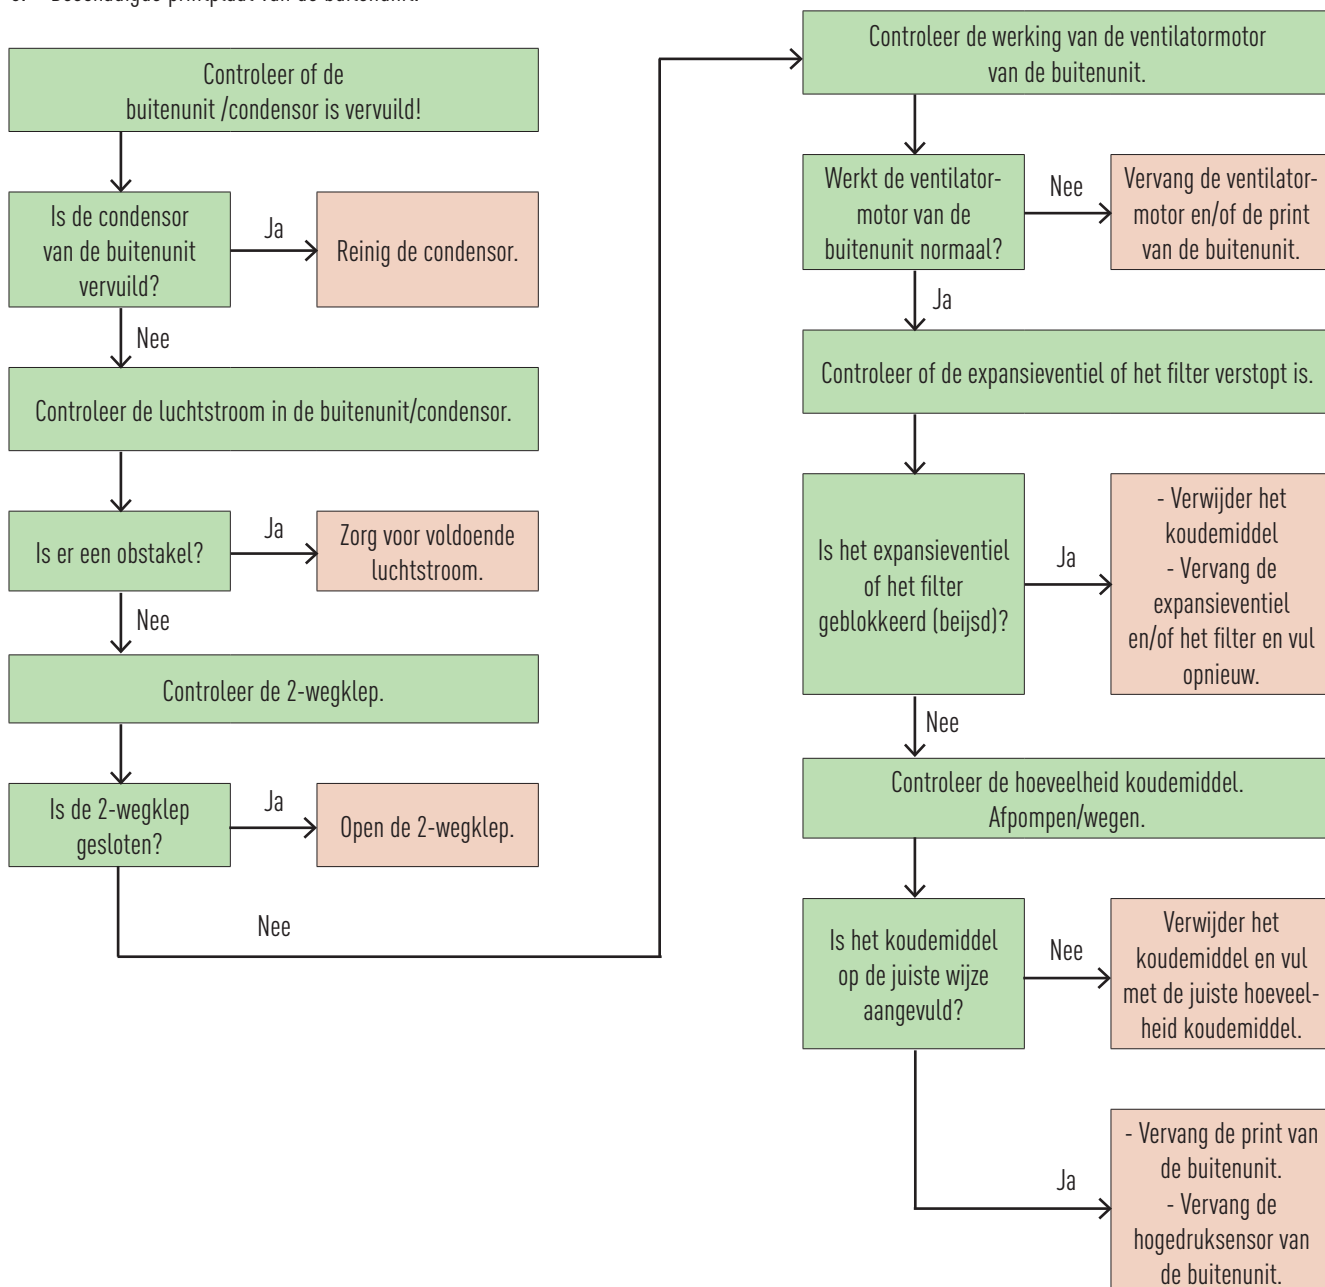 Controleer of de
buitenunit /condensor is vervuild!
Is de condensor
van de buitenunit
vervuild?
Ja
Reinig de condensor.
Nee
Controleer de luchtstroom in de buitenunit/condensor.
Is er een obstakel?
Ja
Zorg voor voldoende
luchtstroom.
Nee
Controleer de 2-wegklep.
Is de 2-wegklep
gesloten?
Ja
Open de 2-wegklep.
Nee
Controleer de werking van de ventilatormotor
van de buitenunit.
Werkt de ventilator-
motor van de
buitenunit normaal?
Nee
Vervang de ventilator-
motor en/of de print
van de buitenunit.
Ja
Controleer of de expansieventiel of het filter verstopt is.
Is het expansieventiel
of het filter
geblokkeerd (beijsd)?
Ja
- Verwijder het
koudemiddel
- Vervang de
expansieventiel
en/of het filter en vul
opnieuw.
Nee
Controleer de hoeveelheid koudemiddel.
Afpompen/wegen.
Is het koudemiddel
op de juiste wijze
aangevuld?
Nee
Verwijder het
koudemiddel en vul
met de juiste hoeveel-
heid koudemiddel.
Ja
- Vervang de print van
de buitenunit.
- Vervang de
hogedruksensor van
de buitenunit.